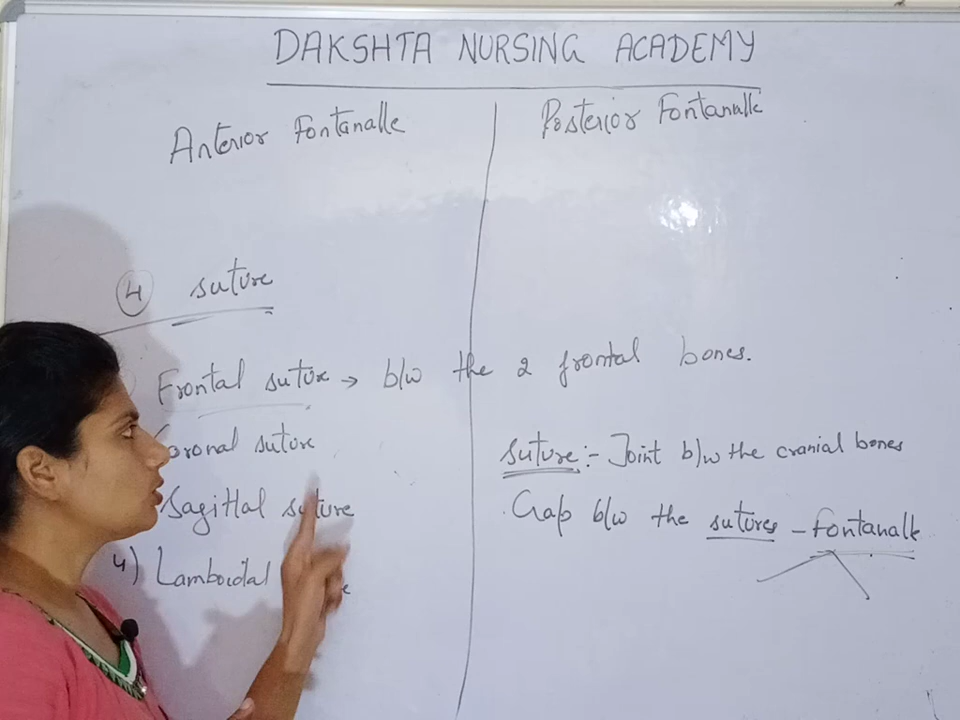 DAKSHTA NURSING ACADEMY
Anterior Fontanalle
Posterior Fontanalle
4 suture
Frontal suture → b/w the 2 frontal bones.
Coronal suture
Sagittal suture
4) Lamboidal
suture :- Joint b/w the cranial bones
Gap b/w the sutures - fontanalle